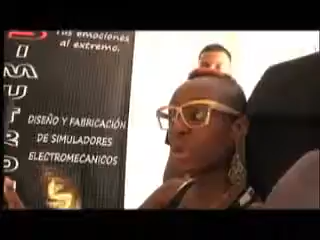 Tus emociones
al extremo.
DISEÑO Y FABRICACIÓN
DE SIMULADORES
ELECTROMECANICOS